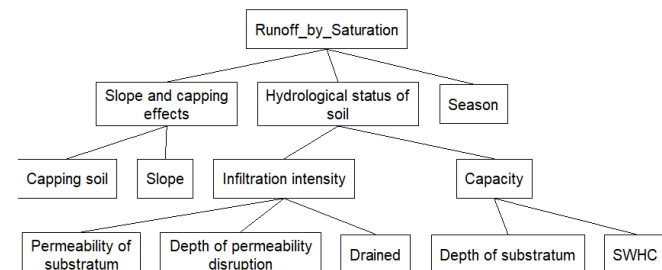 Runoff_by_Saturation
Slope and capping
effects
Hydrological status of
soil
Season
Capping soil
Slope
Infiltration intensity
Capacity
Permeability of
substratum
Depth of permeability
disruption
Drained
Depth of substratum
SWHC